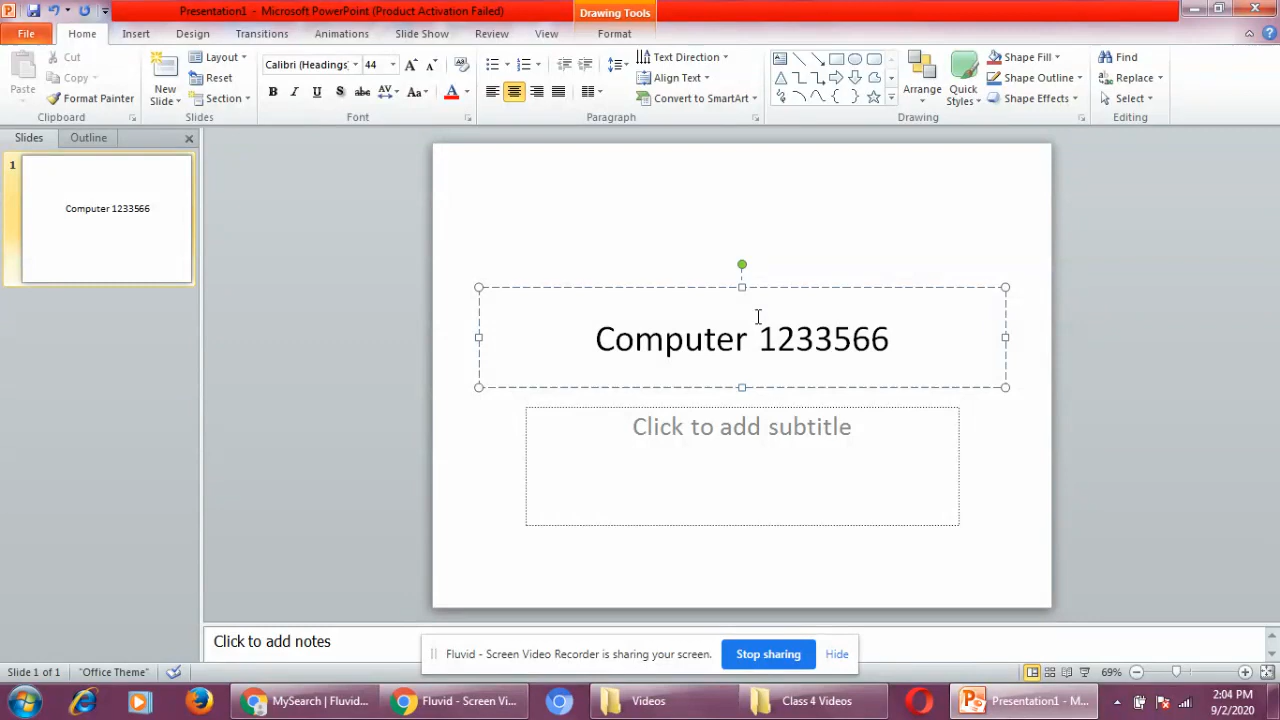 Presentation1 - Microsoft PowerPoint (Product Activation Failed)
Drawing Tools
File Home Insert Design Transitions Animations Slide Show Review View Format
Paste
Cut
Copy
Format Painter
Clipboard
New Slide
Layout
Reset
Section
Slides
Calibri (Headings) 44
B I U S abc AV Aa A
Font
Text Direction
Align Text
Convert to SmartArt
Paragraph
Arrange
Quick Styles
Shape Fill
Shape Outline
Shape Effects
Drawing
Find
Replace
Select
Editing
Slides Outline
1
Computer 1233566
Computer 1233566
Click to add subtitle
Click to add notes
Fluvid - Screen Video Recorder is sharing your screen. Stop sharing Hide
Slide 1 of 1 "Office Theme" 69%
MySearch | Fluvid... Fluvid - Screen Vi... Videos Class 4 Videos Presentation1 - M...
2:04 PM
9/2/2020